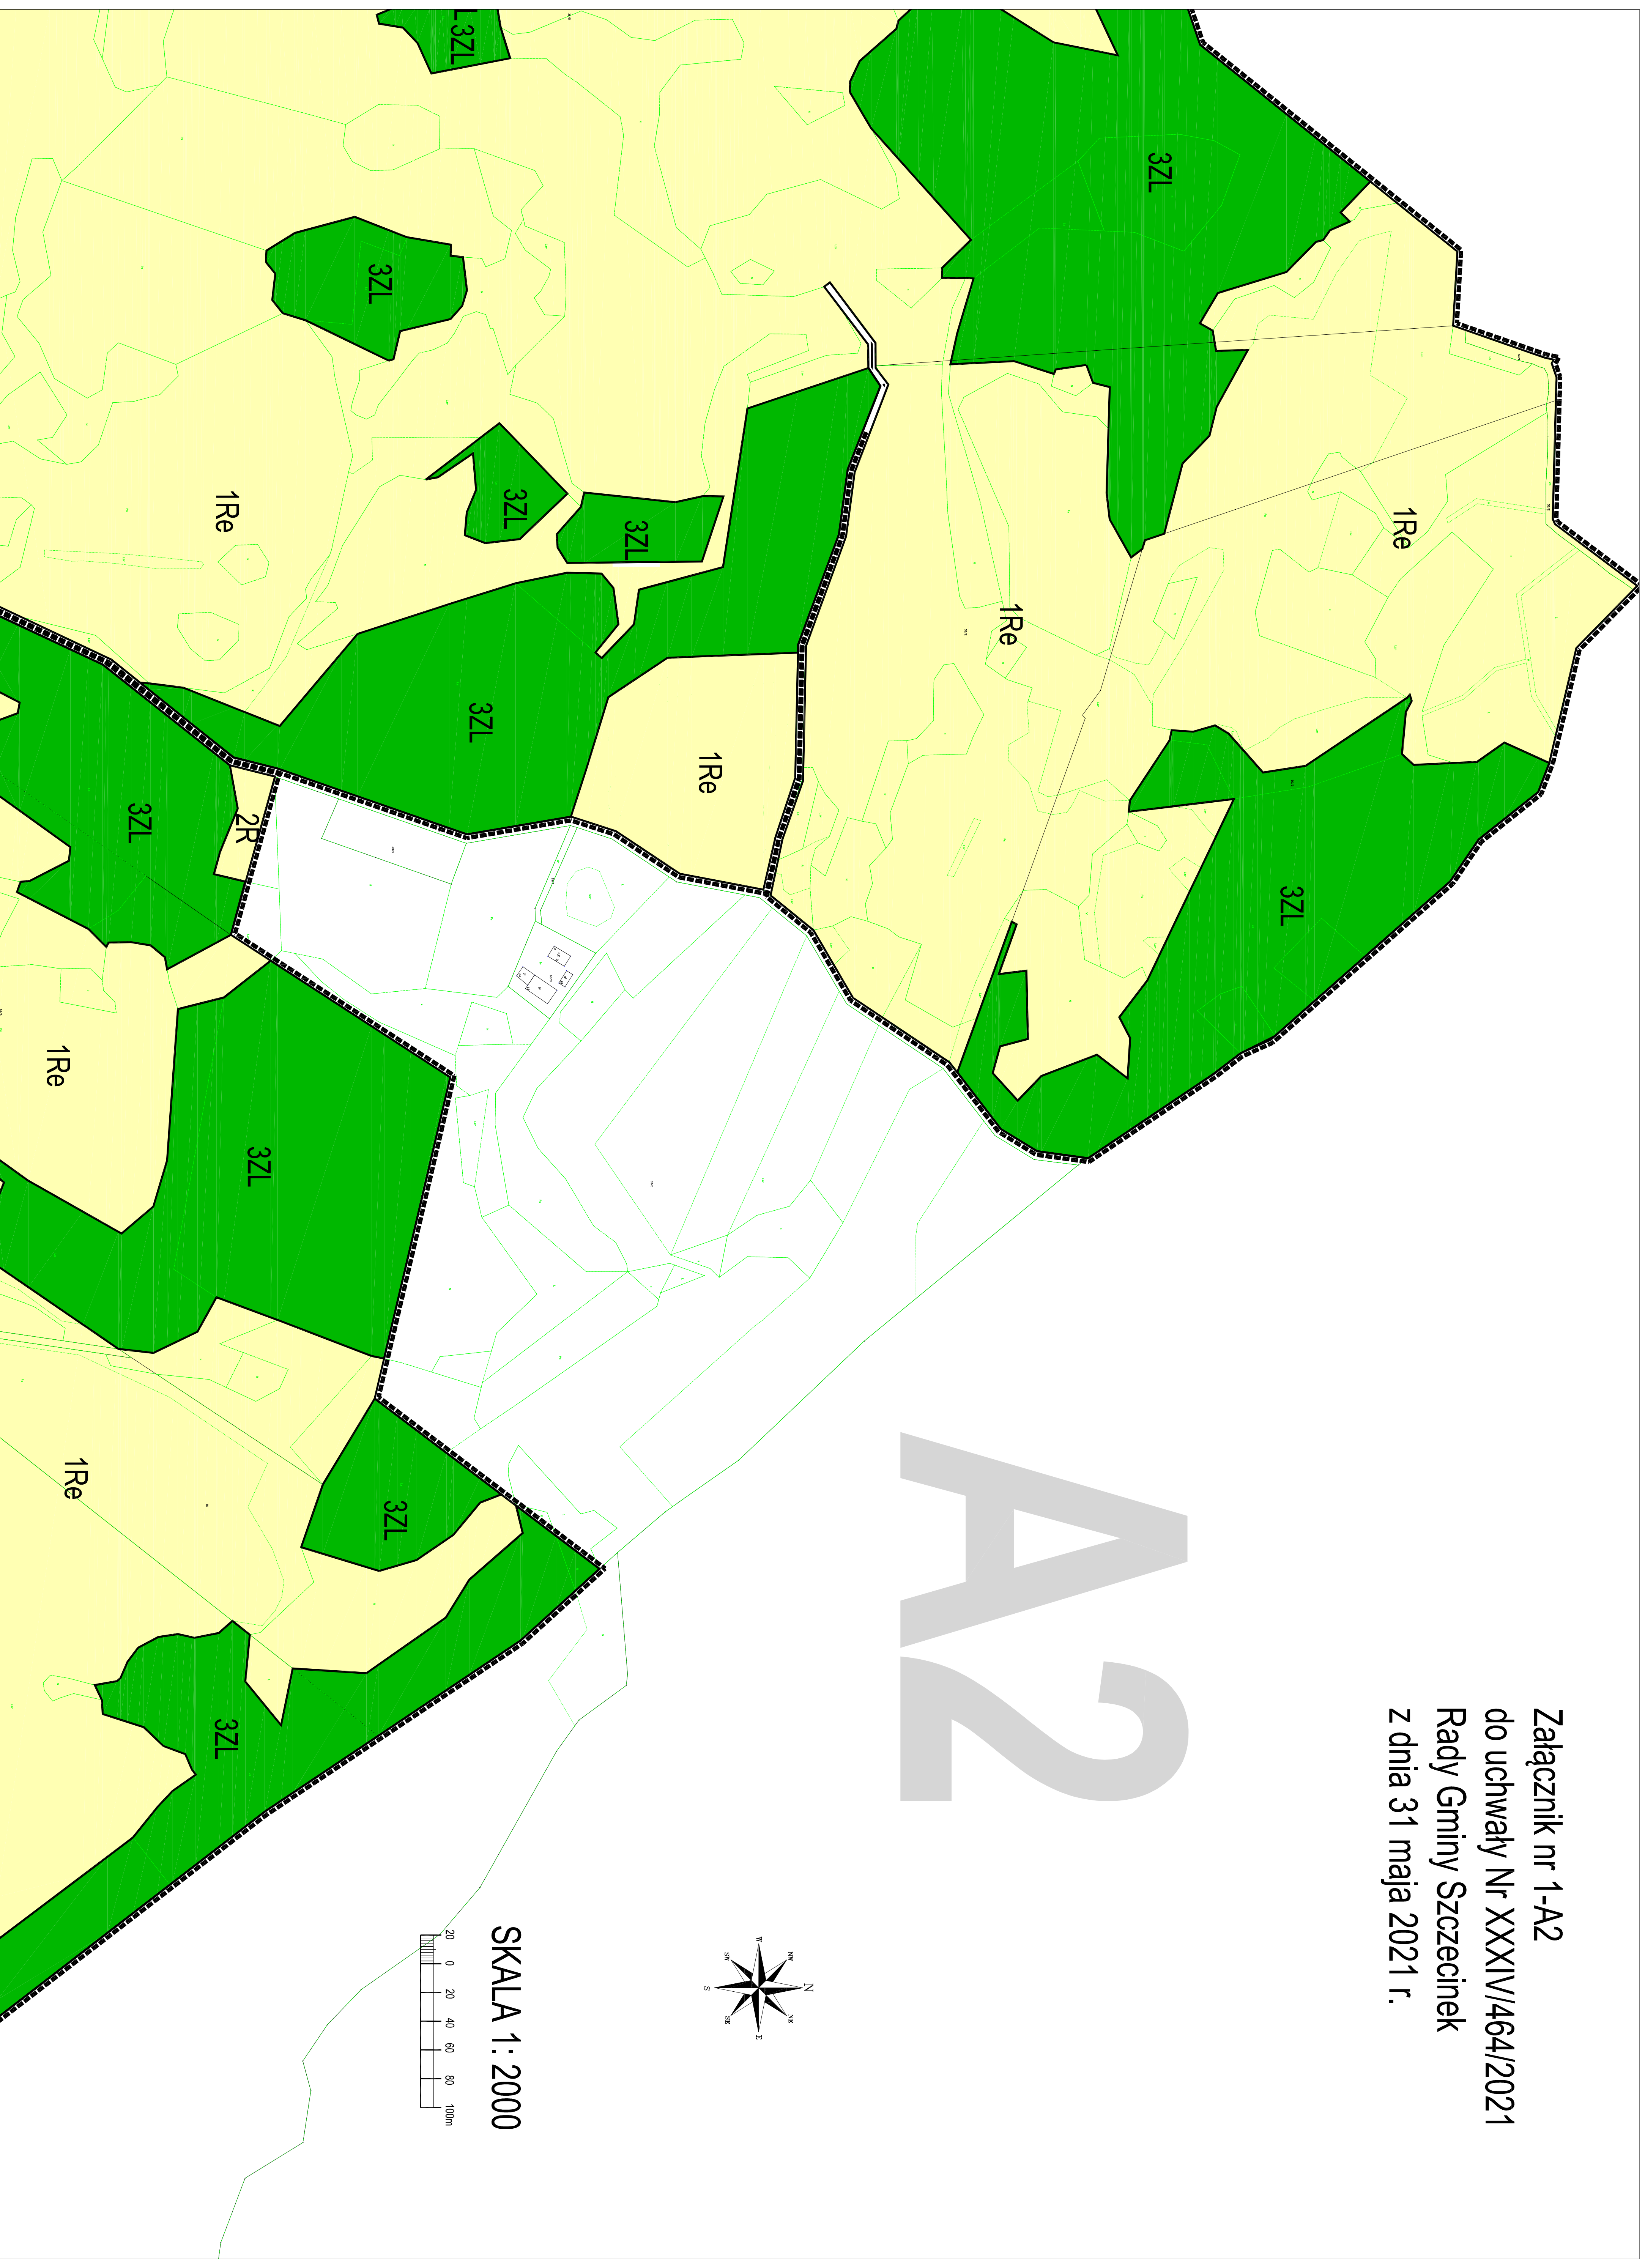 Załącznik nr 1-A2
do uchwały Nr XXXIV/464/2021
Rady Gminy Szczecinek
z dnia 31 maja 2021 r.
A2
N
NW
NE
W
E
SW
SE
S
SKALA 1: 2000
20 0 20 40 60 80 100m
1Re
3ZL
3ZL
1Re
1Re
3ZL
3ZL
3ZL
3ZL
3ZL
3ZL
1Re
2R
3ZL
3ZL
1Re
3ZL
1Re
3ZL